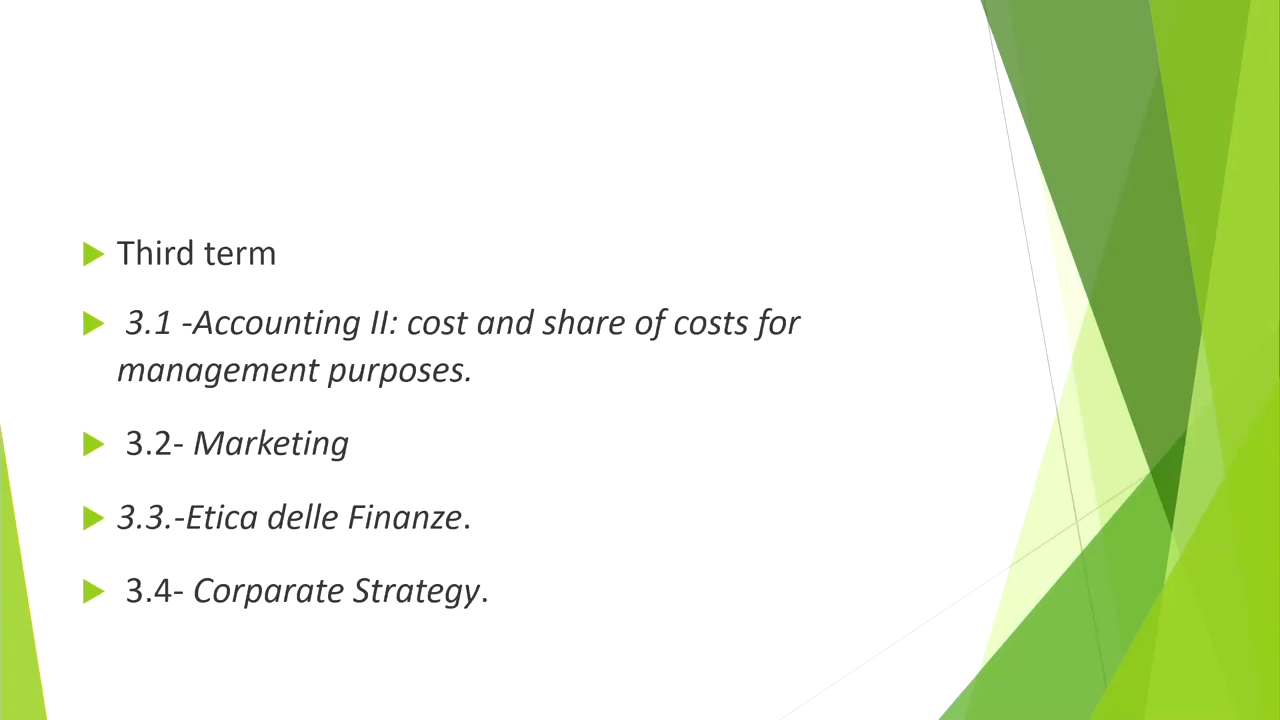 Third term
3.1 -Accounting II: cost and share of costs for
management purposes.
3.2- Marketing
3.3.-Etica delle Finanze.
3.4- Corparate Strategy.